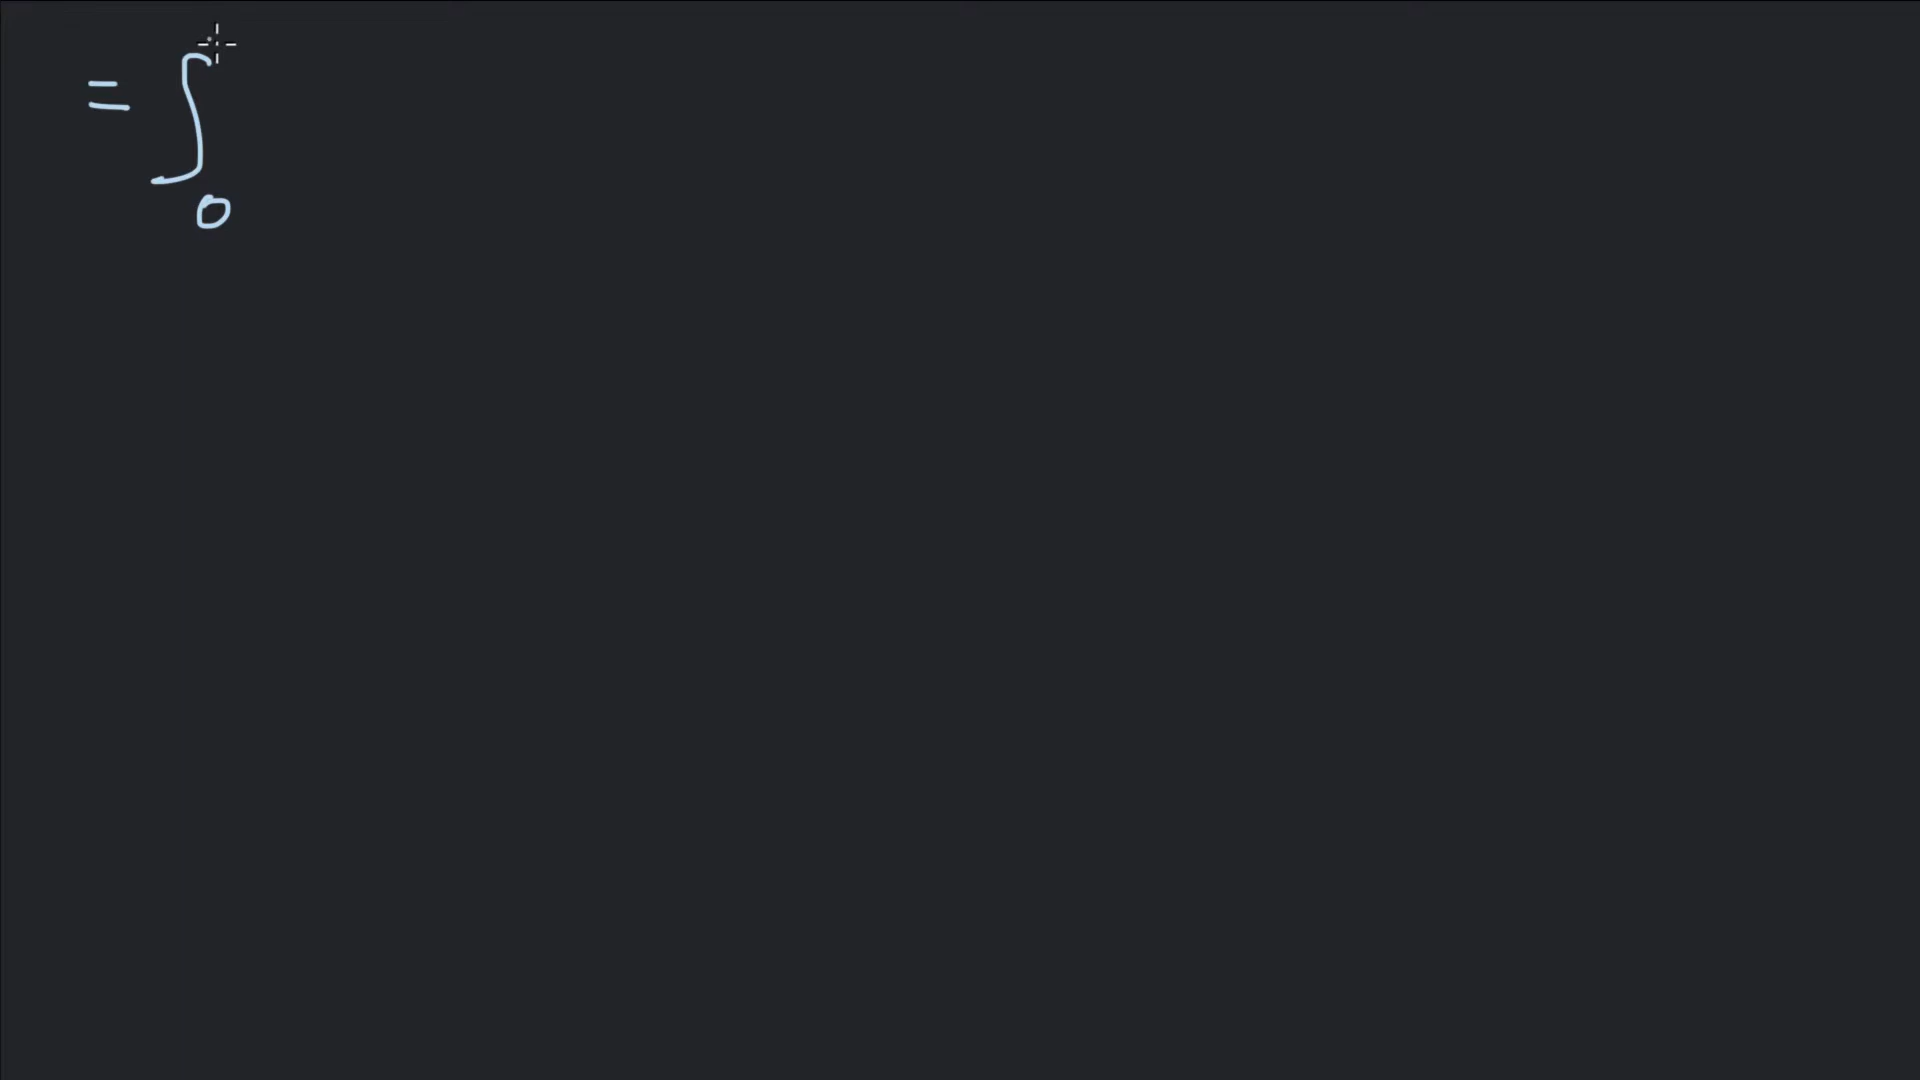 = ∫₀